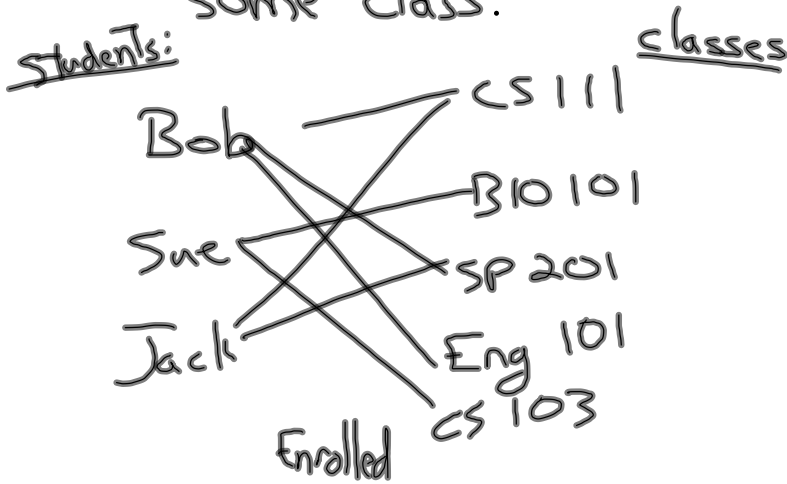 some class.
Students: classes
Bob CS 111
BIO 101
Sue SP 201
Jack Eng 101
CS 103
Enrolled